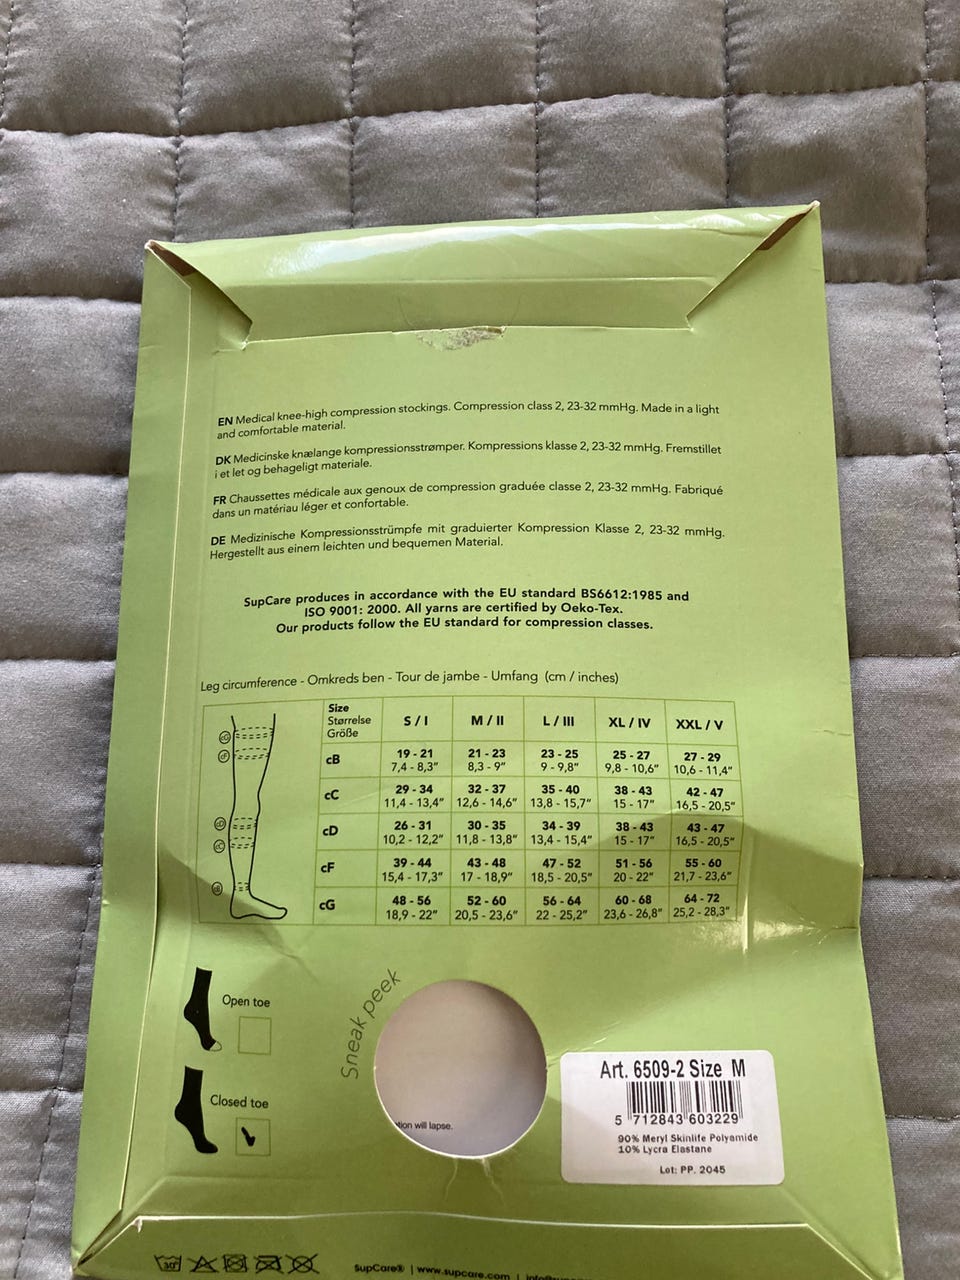 EN Medical knee-high compression stockings. Compression class 2, 23-32 mmHg. Made in a light
and comfortable material.
DK Medicinske knælange kompressionsstrømper. Kompressions klasse 2, 23-32 mmHg. Fremstillet
i et let og behageligt materiale.
FR Chaussettes médicale aux genoux de compression graduée classe 2, 23-32 mmHg. Fabriqué
dans un matériau léger et confortable.
DE Medizinische Kompressionsstrümpfe mit graduierter Kompression Klasse 2, 23-32 mmHg.
Hergestellt aus einem leichten und bequemen Material.
SupCare produces in accordance with the EU standard BS6612:1985 and
ISO 9001: 2000. All yarns are certified by Oeko-Tex.
Our products follow the EU standard for compression classes.
Leg circumference - Omkreds ben - Tour de jambe - Umfang (cm / inches)
cG
cF
cD
cC
cB
Size
Størrelse
Größe
S / I M / II L / III XL / IV XXL / V
cB 19 - 21 21 - 23 23 - 25 25 - 27 27 - 29
7,4 - 8,3" 8,3 - 9" 9 - 9,8" 9,8 - 10,6" 10,6 - 11,4"
cC 29 - 34 32 - 37 35 - 40 38 - 43 42 - 47
11,4 - 13,4" 12,6 - 14,6" 13,8 - 15,7" 15 - 17" 16,5 - 20,5"
cD 26 - 31 30 - 35 34 - 39 38 - 43 43 - 47
10,2 - 12,2" 11,8 - 13,8" 13,4 - 15,4" 15 - 17" 16,5 - 20,5"
cF 39 - 44 43 - 48 47 - 52 51 - 56 55 - 60
15,4 - 17,3" 17 - 18,9" 18,5 - 20,5" 20 - 22" 21,7 - 23,6"
cG 48 - 56 52 - 60 56 - 64 60 - 68 64 - 72
18,9 - 22" 20,5 - 23,6" 22 - 25,2" 23,6 - 26,8" 25,2 - 28,3"
Open toe
Closed toe
Sneak peek
will lapse.
Art. 6509-2 Size M
5 712843 603229
90% Meryl Skinlife Polyamide
10% Lycra Elastane
Lot: PP. 2045
30°
SupCare® | www.supcare.com |